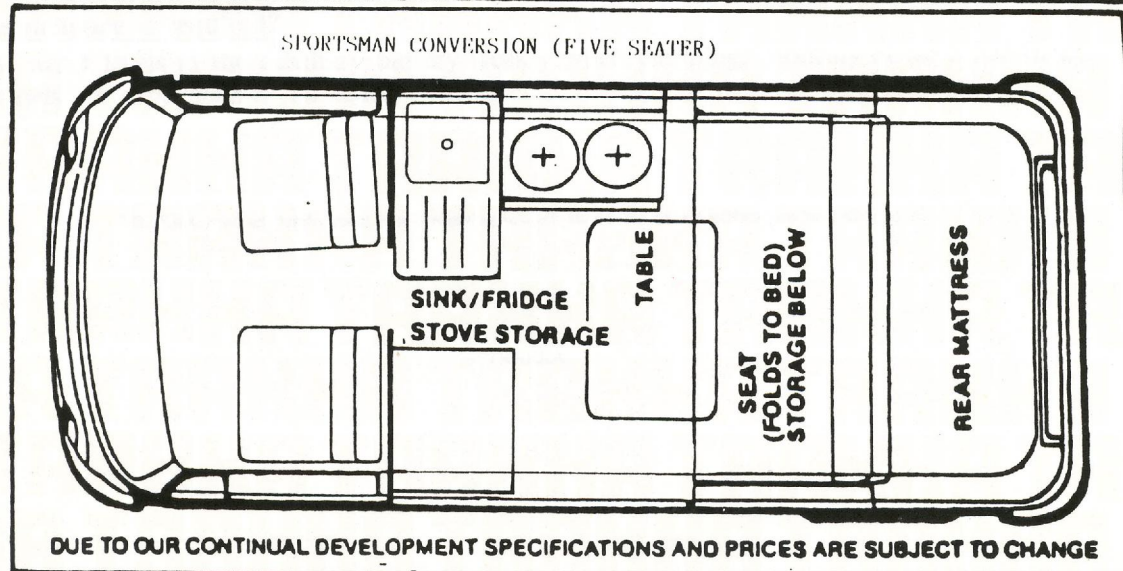 SPORTSMAN CONVERSION (FIVE SEATER)
SINK/FRIDGE
STOVE STORAGE
TABLE
SEAT
(FOLDS TO BED)
STORAGE BELOW
REAR MATTRESS
DUE TO OUR CONTINUAL DEVELOPMENT SPECIFICATIONS AND PRICES ARE SUBJECT TO CHANGE